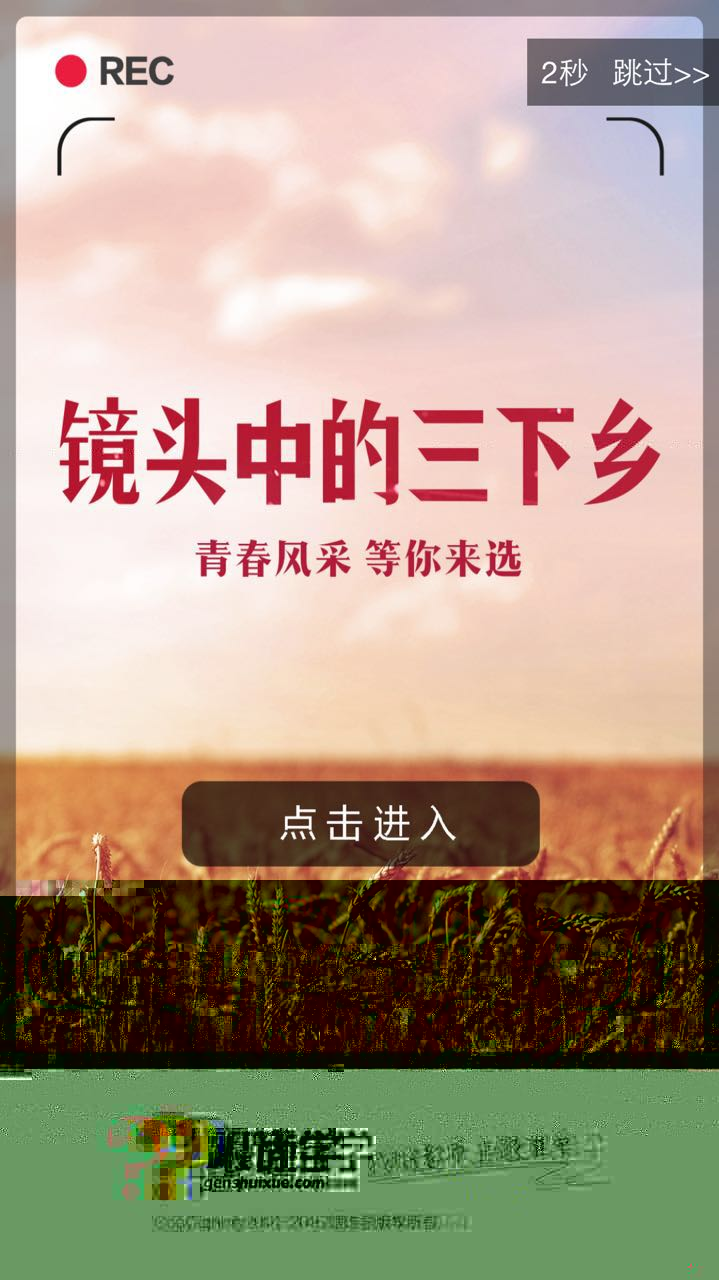 REC
2秒 跳过>>
镜头中的三下乡
青春风采 等你来选
点击进入
genshuixue.com